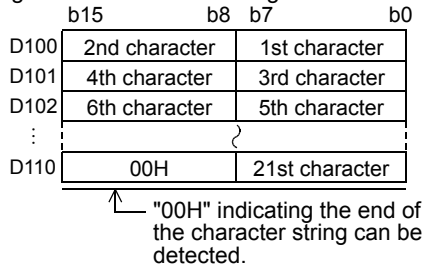 b15 b8 b7 b0
D100 2nd character 1st character
D101 4th character 3rd character
D102 6th character 5th character
⋮
D110 00H 21st character
"00H" indicating the end of
the character string can be
detected.